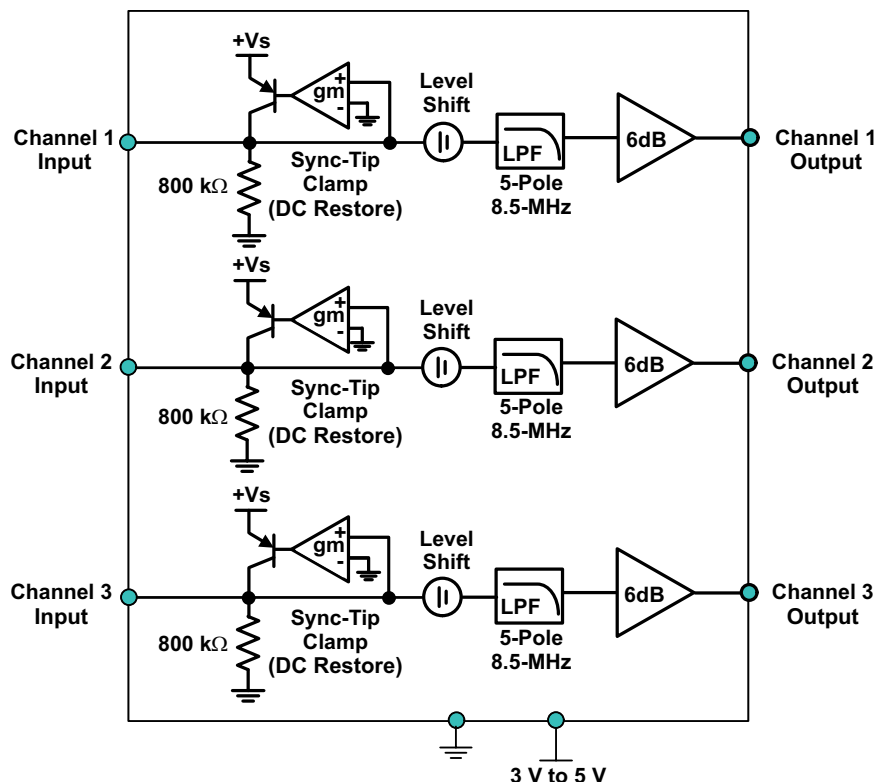 +Vs
gm
+
-
Level
Shift
Channel 1
Input
LPF
6dB
Channel 1
Output
800 kΩ
Sync-Tip
Clamp
(DC Restore)
5-Pole
8.5-MHz
+Vs
gm
+
-
Level
Shift
Channel 2
Input
LPF
6dB
Channel 2
Output
800 kΩ
Sync-Tip
Clamp
(DC Restore)
5-Pole
8.5-MHz
+Vs
gm
+
-
Level
Shift
Channel 3
Input
LPF
6dB
Channel 3
Output
800 kΩ
Sync-Tip
Clamp
(DC Restore)
5-Pole
8.5-MHz
3 V to 5 V